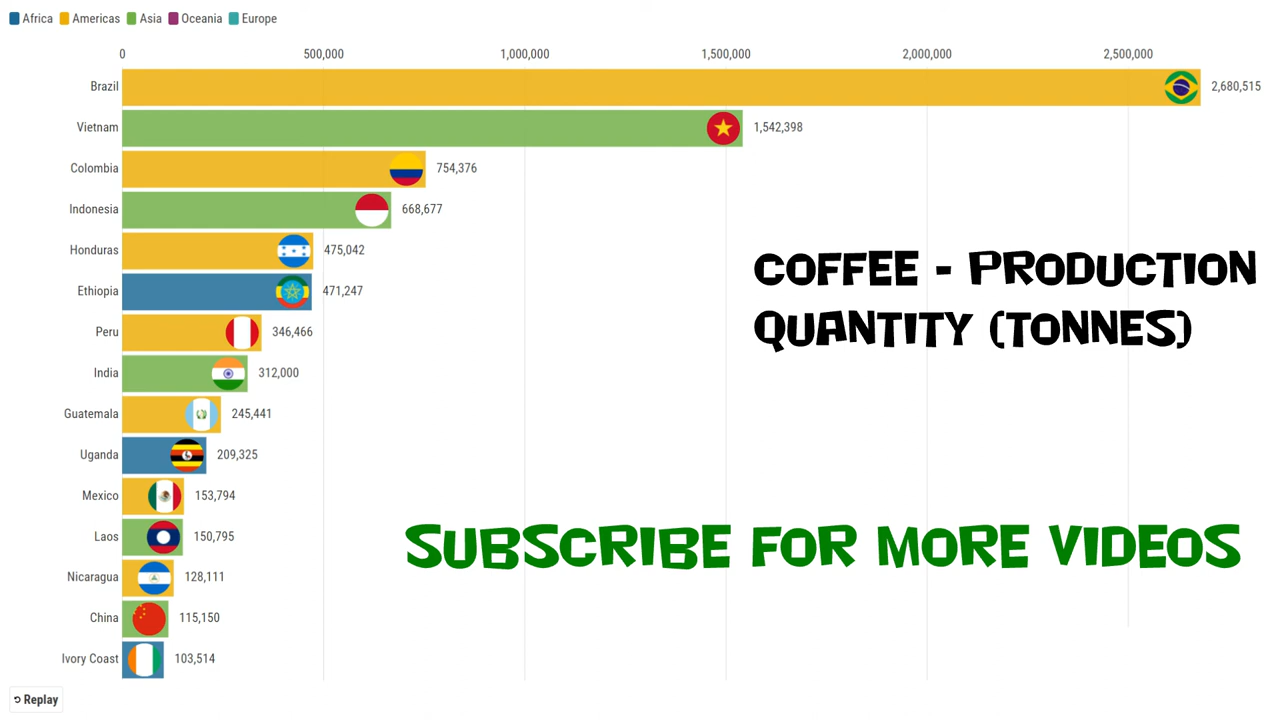 Africa Americas Asia Oceania Europe
0 500,000 1,000,000 1,500,000 2,000,000 2,500,000
Brazil 2,680,515
Vietnam 1,542,398
Colombia 754,376
Indonesia 668,677
Honduras 475,042
Ethiopia 471,247
Peru 346,466
India 312,000
Guatemala 245,441
Uganda 209,325
Mexico 153,794
Laos 150,795
Nicaragua 128,111
China 115,150
Ivory Coast 103,514
COFFEE - PRODUCTION
QUANTITY (TONNES)
SUBSCRIBE FOR MORE VIDEOS
Replay